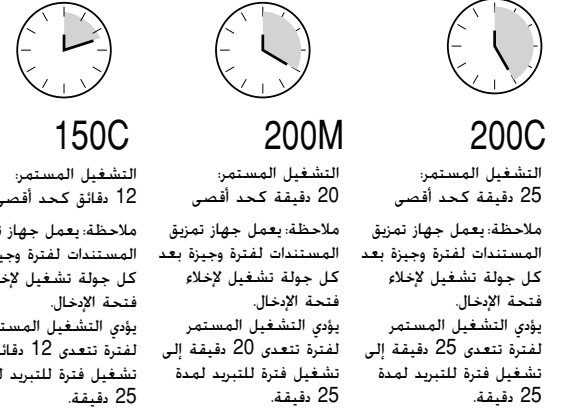 200C
التشغيل المستمر:
25 دقيقة كحد أقصى
ملاحظة: يعمل جهاز تمزيق
المستندات لفترة وجيزة بعد
كل جولة تشغيل لإخلاء
فتحة الإدخال.
يؤدي التشغيل المستمر
لفترة تتعدى 25 دقيقة إلى
تشغيل فترة للتبريد لمدة
25 دقيقة.
200M
التشغيل المستمر:
20 دقيقة كحد أقصى
ملاحظة: يعمل جهاز تمزيق
المستندات لفترة وجيزة بعد
كل جولة تشغيل لإخلاء
فتحة الإدخال.
يؤدي التشغيل المستمر
لفترة تتعدى 20 دقيقة إلى
تشغيل فترة للتبريد لمدة
25 دقيقة.
150C
التشغيل المستمر:
12 دقائق كحد أقصى
ملاحظة: يعمل جهاز
المستندات لفترة
كل جولة تشغيل
فتحة الإدخال.
يؤدي التشغيل
لفترة تتعدى 12
تشغيل فترة للتبريد
25 دقيقة.